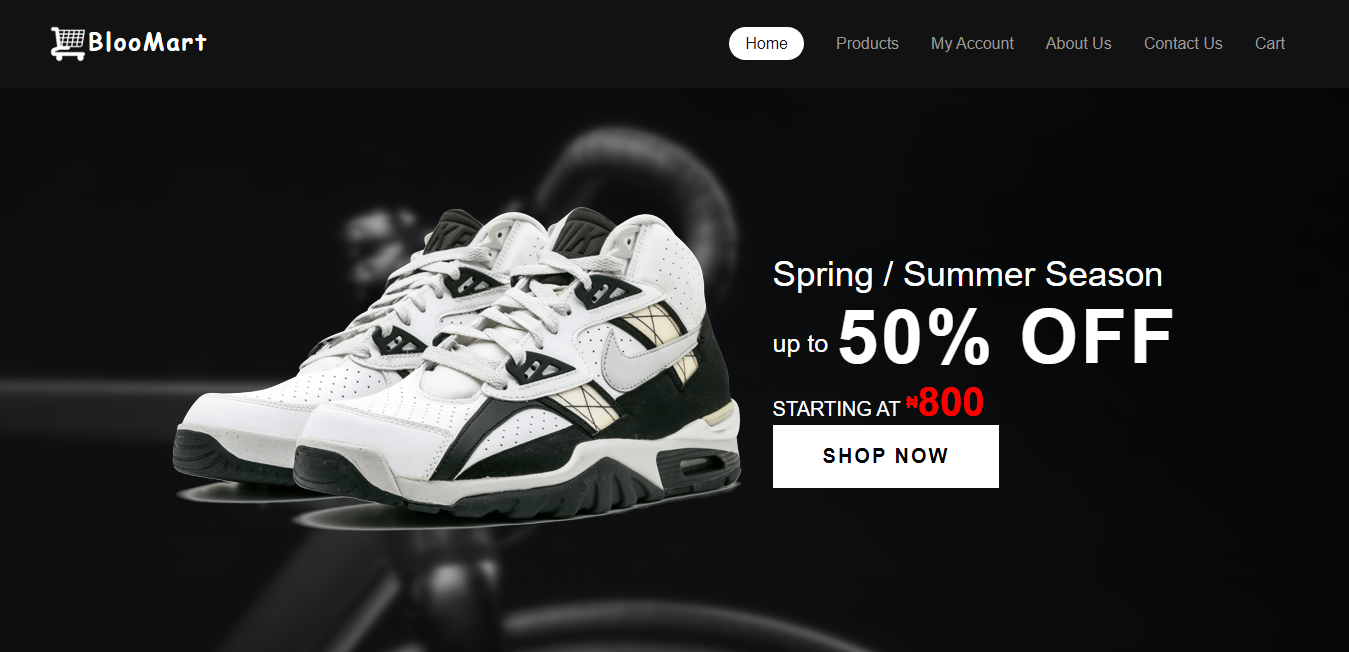 BlooMart
Home Products My Account About Us Contact Us Cart
Spring / Summer Season
up to 50% OFF
STARTING AT ₦800
SHOP NOW